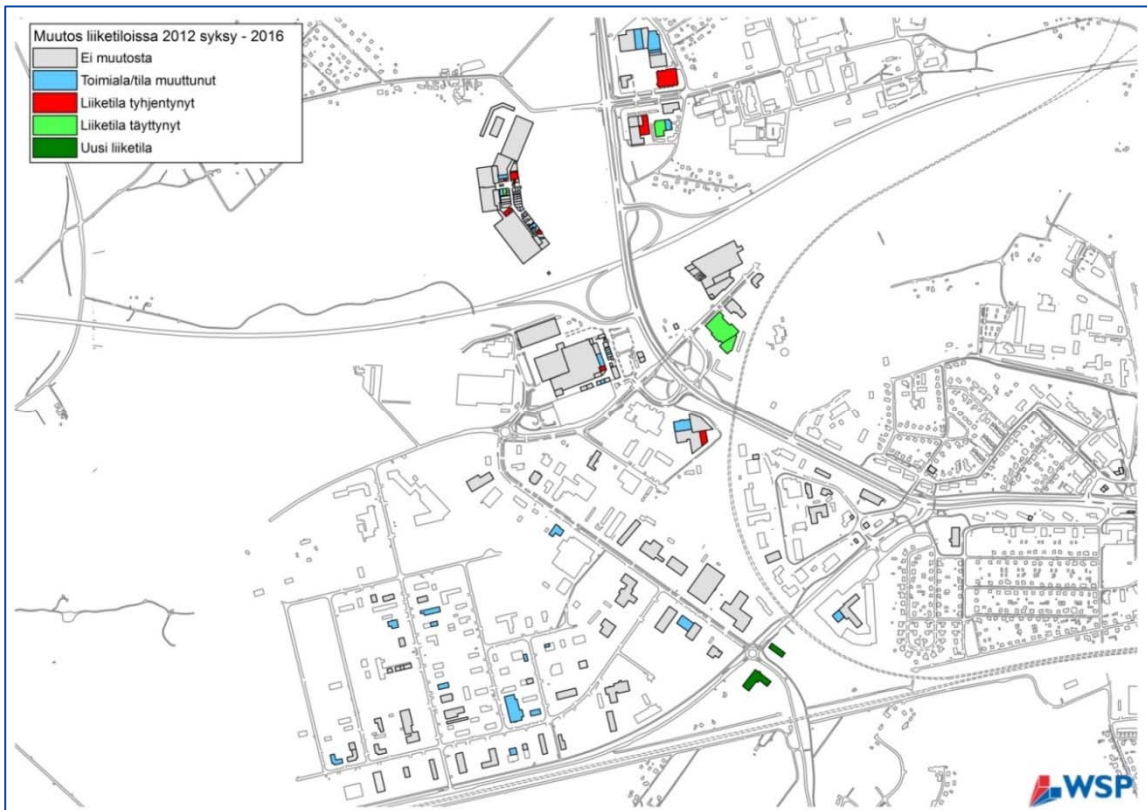 Muutos liiketiloissa 2012 syksy - 2016
Ei muutosta
Toimiala/tila muuttunut
Liiketila tyhjentynyt
Liiketila täyttynyt
Uusi liiketila
WSP